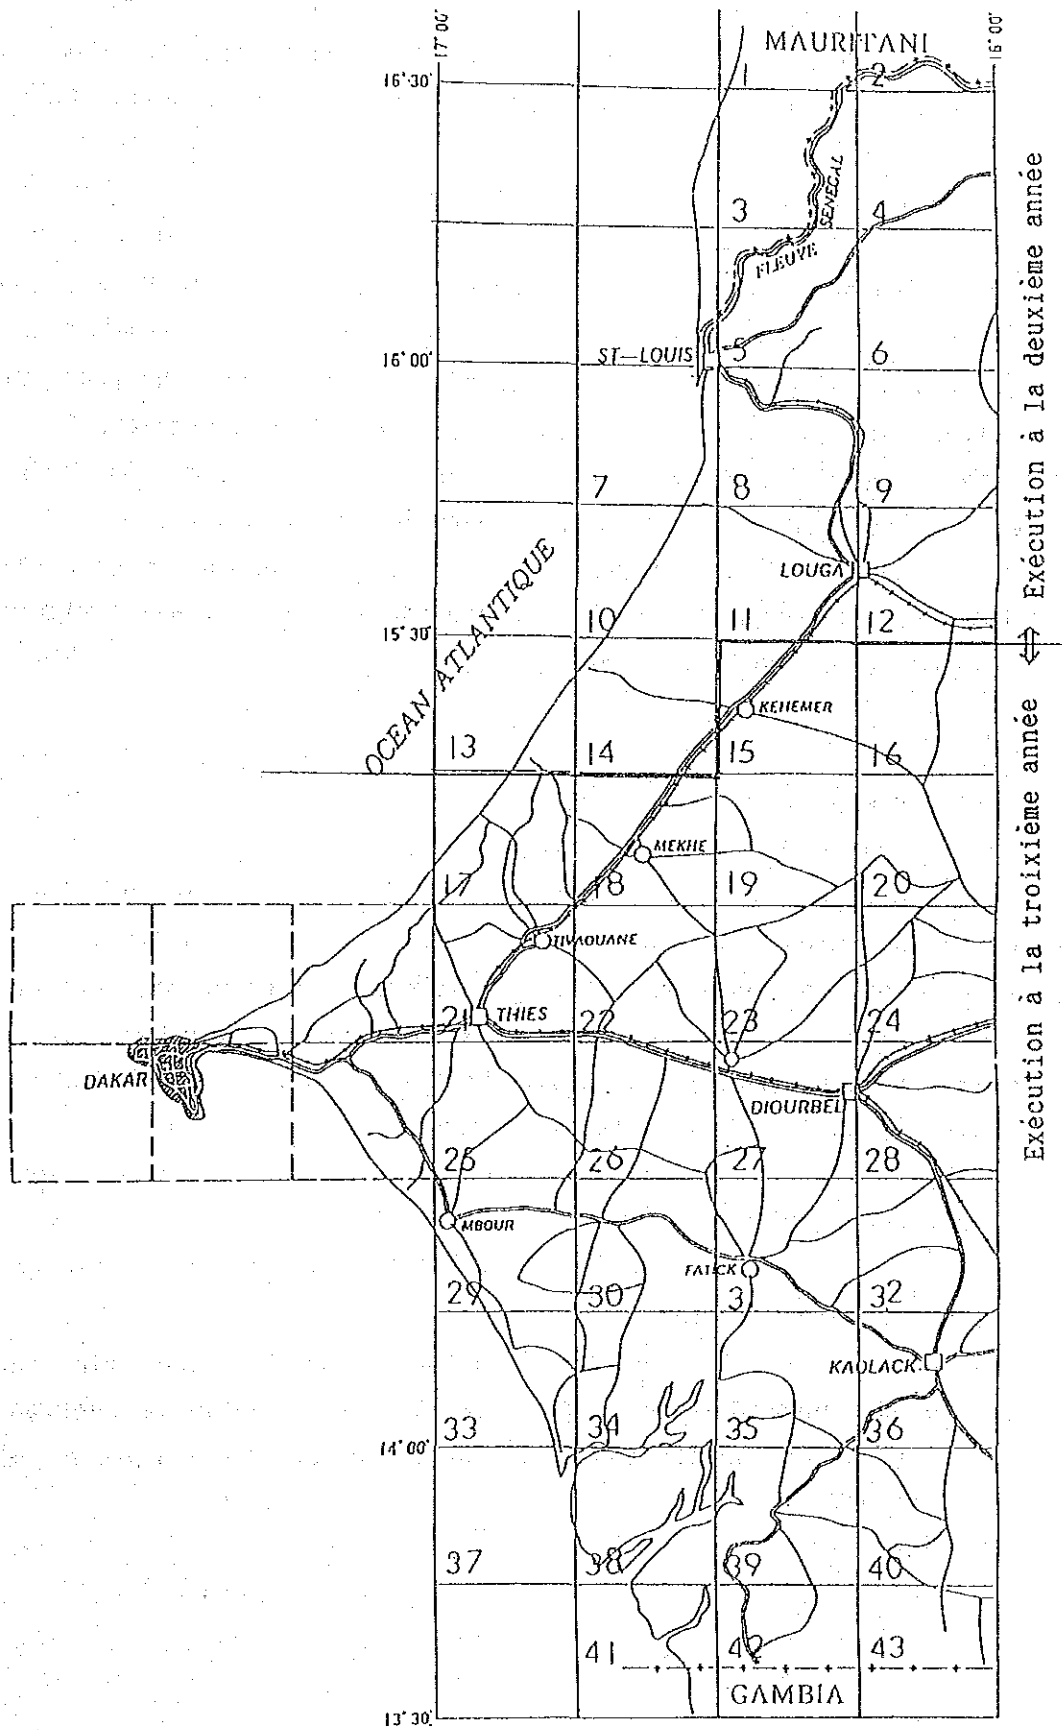 17° 00'
16° 00'
MAURITANI
16° 30'
1
2
3
4
SENEGAL
FLEUVE
ST-LOUIS
5
6
16° 00'
7
8
9
LOUGA
10
11
12
15° 30'
OCEAN ATLANTIQUE
KEHEMER
13
14
15
16
MEKHE
17
18
19
20
TIVAOUANE
21
THIES
22
23
24
DAKAR
DIOURBEL
25
26
27
28
MBOUR
FATICK
29
30
31
32
KAOLACK
14° 00'
33
34
35
36
37
38
39
40
41
42
43
GAMBIA
13° 30'
Exécution à la deuxième année
⇔
Exécution à la troixième année